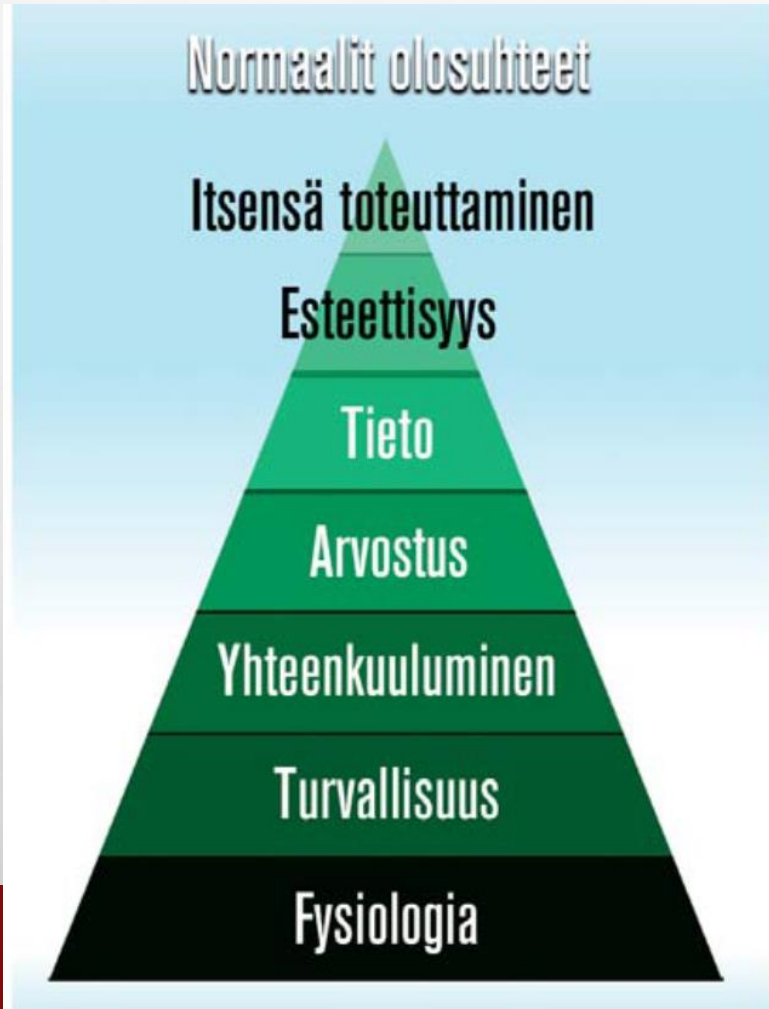 Normaalit olosuhteet
Itsensä toteuttaminen
Esteettisyys
Tieto
Arvostus
Yhteenkuuluminen
Turvallisuus
Fysiologia